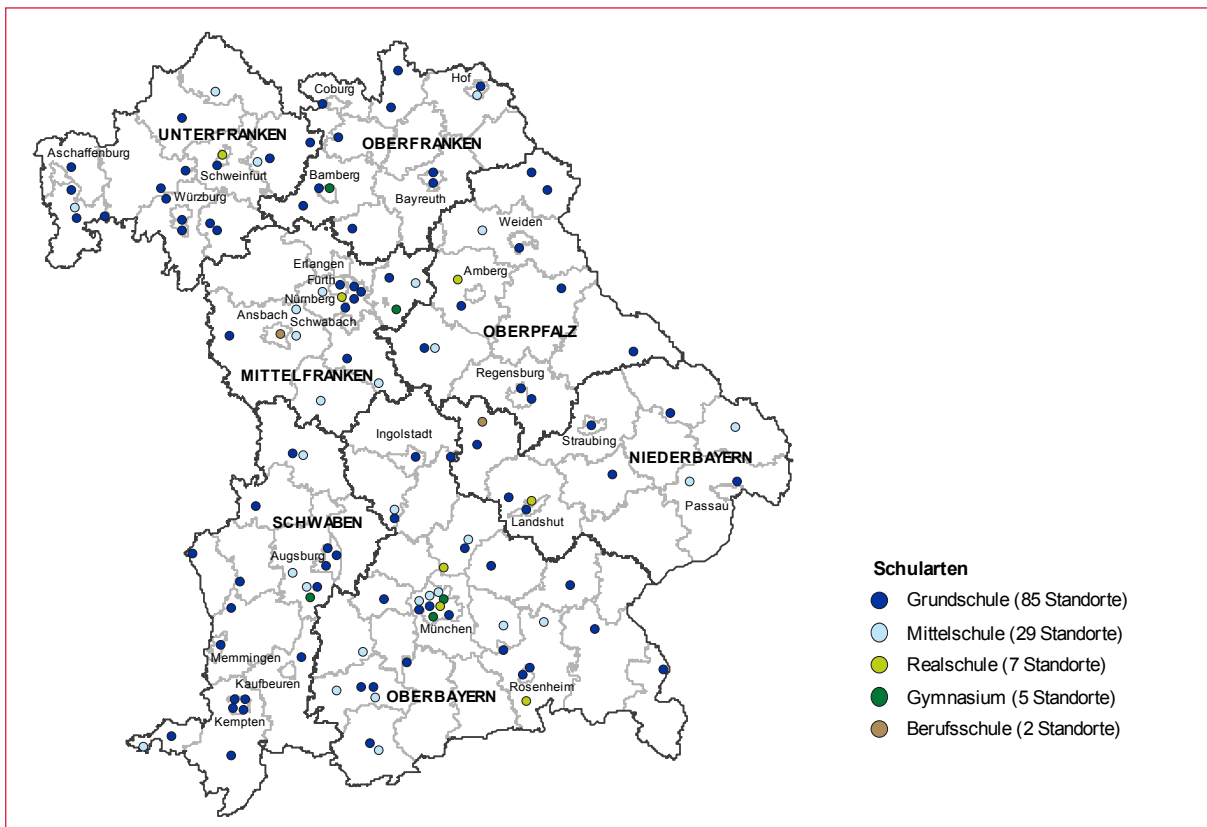 Hof
Coburg
UNTERFRANKEN
OBERFRANKEN
Aschaffenburg
Schweinfurt
Bamberg
Würzburg
Bayreuth
Weiden
Erlangen
Fürth
Amberg
Nürnberg
Ansbach
Schwabach
OBERPFALZ
MITTELFRANKEN
Regensburg
Ingolstadt
Straubing
NIEDERBAYERN
Passau
SCHWABEN
Landshut
Augsburg
München
Memmingen
Kaufbeuren
Rosenheim
OBERBAYERN
Kempten
Schularten
Grundschule (85 Standorte)
Mittelschule (29 Standorte)
Realschule (7 Standorte)
Gymnasium (5 Standorte)
Berufsschule (2 Standorte)